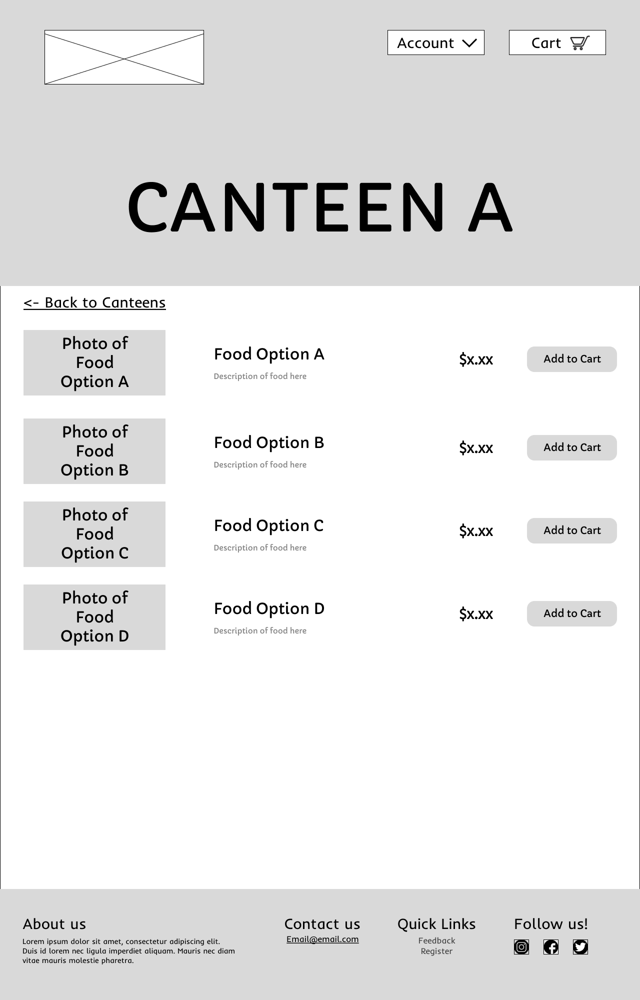 Account
Cart
CANTEEN A
<- Back to Canteens
Photo of
Food
Option A
Food Option A
Description of food here
$x.xx
Add to Cart
Photo of
Food
Option B
Food Option B
Description of food here
$x.xx
Add to Cart
Photo of
Food
Option C
Food Option C
Description of food here
$x.xx
Add to Cart
Photo of
Food
Option D
Food Option D
Description of food here
$x.xx
Add to Cart
About us
Lorem ipsum dolor sit amet, consectetur adipiscing elit.
Duis id lorem nec ligula imperdiet aliquam. Mauris nec diam
vitae mauris molestie pharetra.
Contact us
Email@email.com
Quick Links
Feedback
Register
Follow us!